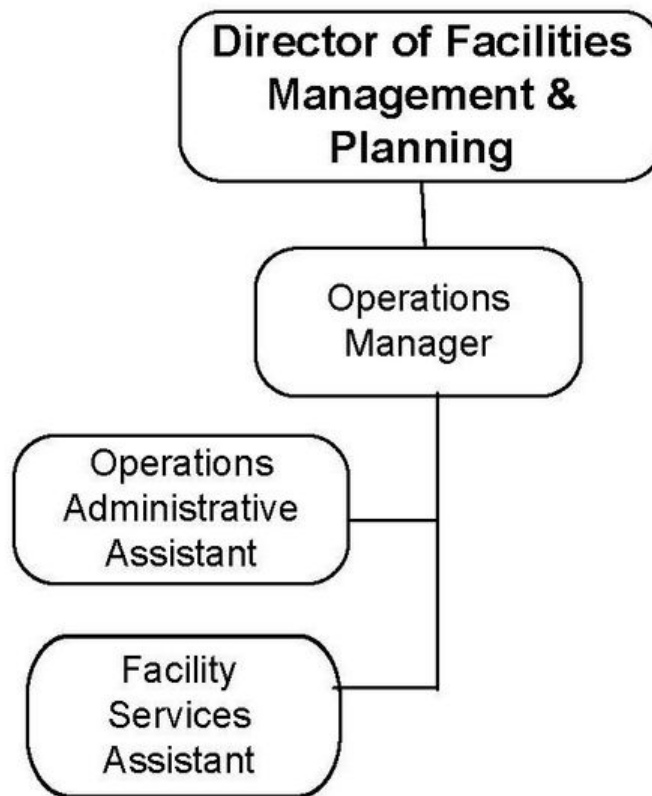 Director of Facilities
Management &
Planning
Operations
Manager
Operations
Administrative
Assistant
Facility
Services
Assistant